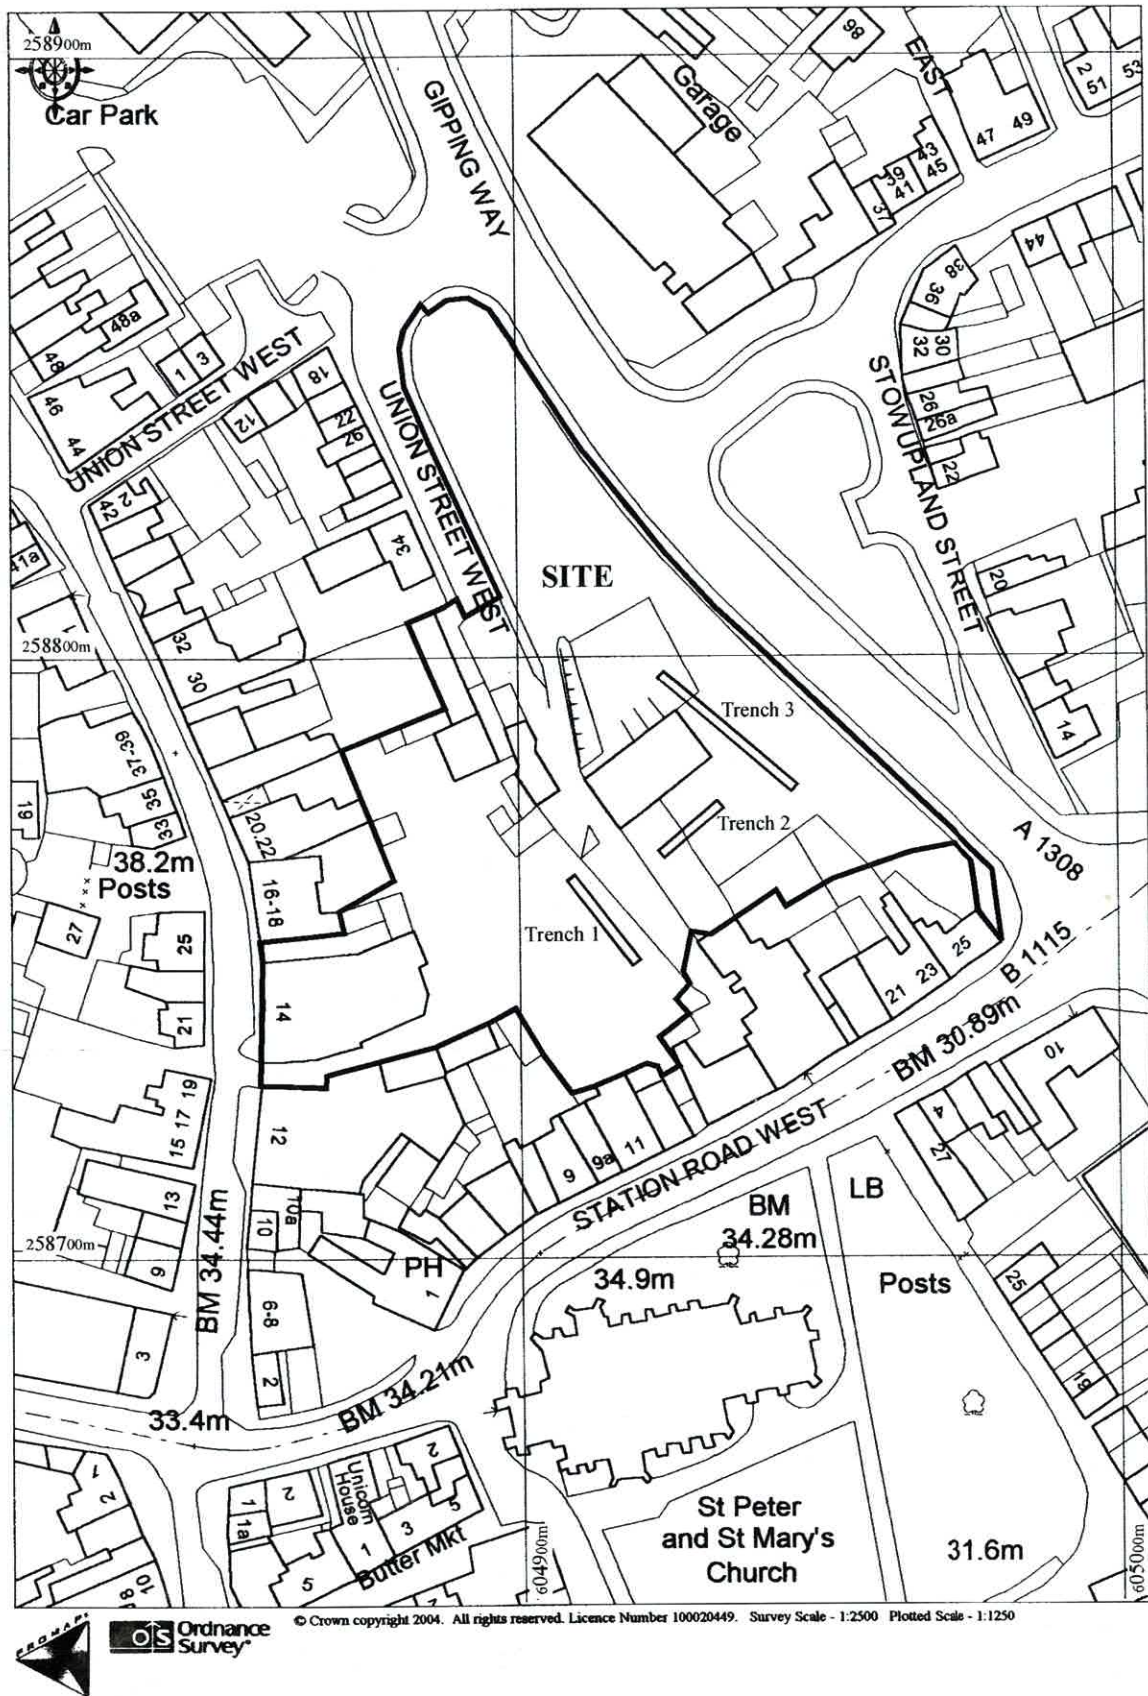 258900m
Car Park
GIPPING WAY
Garage
98
EAST
2
51
53
47
49
43
45
39
41
37
44
38
36
32
30
26
26a
22
STOWUPLAND STREET
20
14
48a
48
46
44
1
3
UNION STREET WEST
12
18
22
26
UNION STREET WEST
34
2
42
41a
1
SITE
32
30
258800m
Trench 3
Trench 2
Trench 1
37-39
35
33
19
38.2m
Posts
20.22
16-18
27
25
21
14
A 1308
B 1115
25
23
21
BM 30.89m
10
4
27
19
17
15
12
13
9
10
10a
BM 34.44m
258700m
PH
1
9
9a
11
STATION ROAD WEST
BM
34.28m
LB
34.9m
Posts
25
19
6-8
2
3
33.4m
BM 34.21m
1
2
10
8
1
1a
2
Unicorn
House
2
5
3
1
5
Butter Mkt
St Peter
and St Mary's
Church
31.6m
604900m
605000m
PROMAP
OS Ordnance
Survey®
© Crown copyright 2004. All rights reserved. Licence Number 100020449. Survey Scale - 1:2500 Plotted Scale - 1:1250